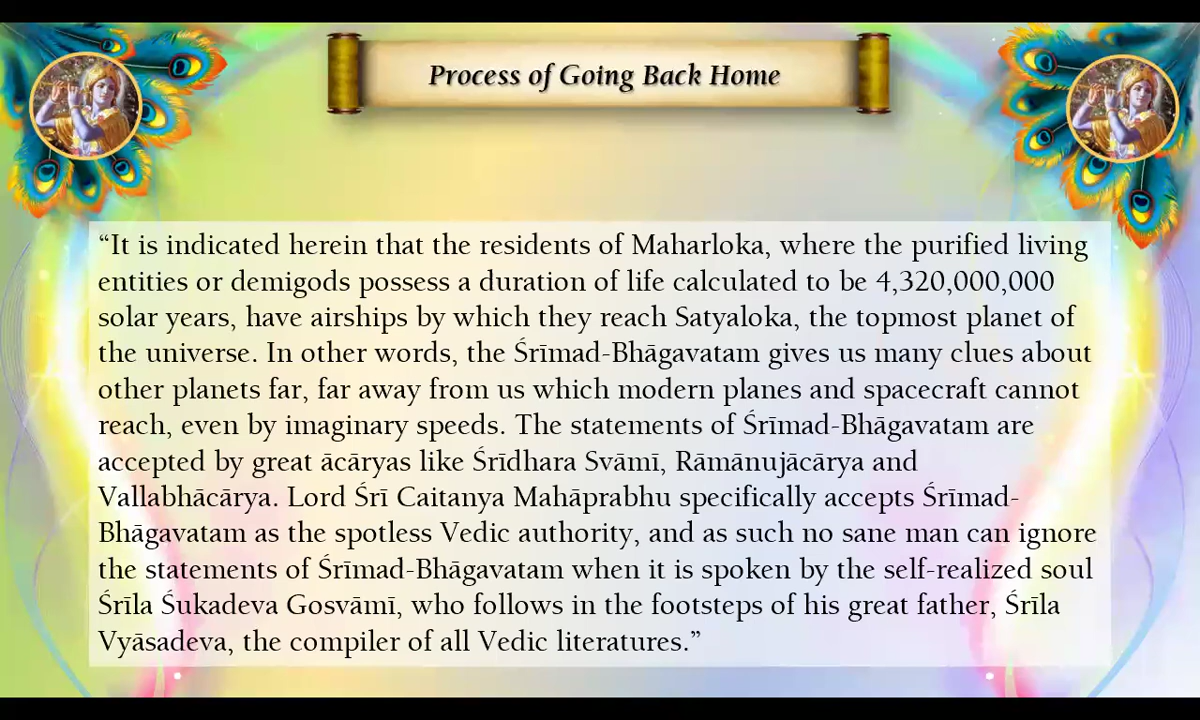 Process of Going Back Home
“It is indicated herein that the residents of Maharloka, where the purified living
entities or demigods possess a duration of life calculated to be 4,320,000,000
solar years, have airships by which they reach Satyaloka, the topmost planet of
the universe. In other words, the Śrīmad-Bhāgavatam gives us many clues about
other planets far, far away from us which modern planes and spacecraft cannot
reach, even by imaginary speeds. The statements of Śrīmad-Bhāgavatam are
accepted by great ācāryas like Śrīdhara Svāmī, Rāmānujācārya and
Vallabhācārya. Lord Śrī Caitanya Mahāprabhu specifically accepts Śrīmad-
Bhāgavatam as the spotless Vedic authority, and as such no sane man can ignore
the statements of Śrīmad-Bhāgavatam when it is spoken by the self-realized soul
Śrīla Śukadeva Gosvāmī, who follows in the footsteps of his great father, Śrīla
Vyāsadeva, the compiler of all Vedic literatures.”